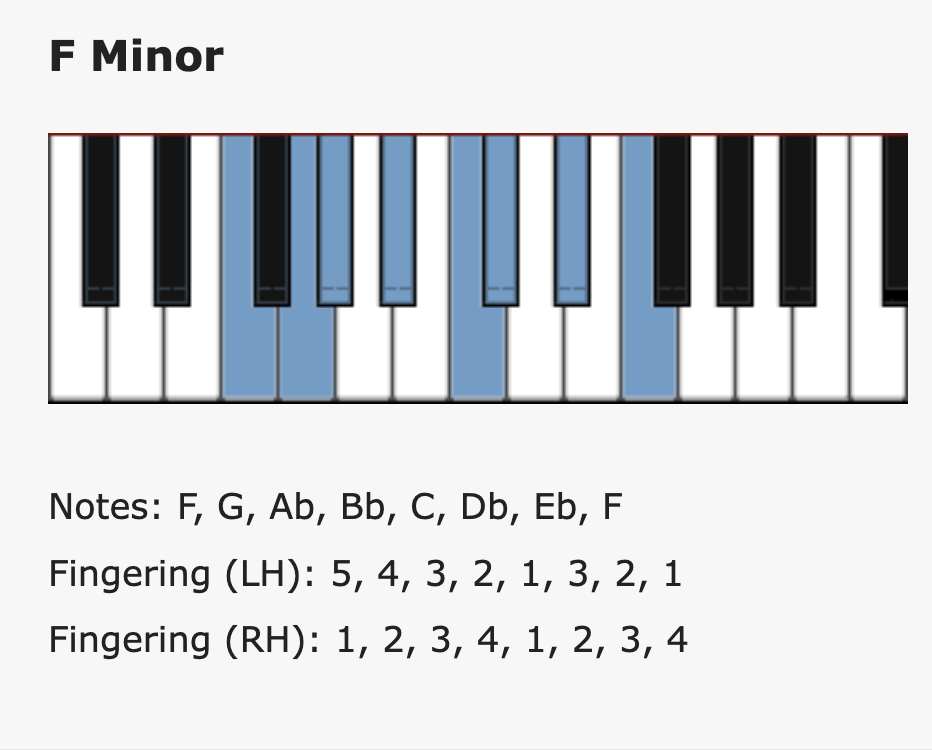 F Minor
Notes: F, G, Ab, Bb, C, Db, Eb, F
Fingering (LH): 5, 4, 3, 2, 1, 3, 2, 1
Fingering (RH): 1, 2, 3, 4, 1, 2, 3, 4